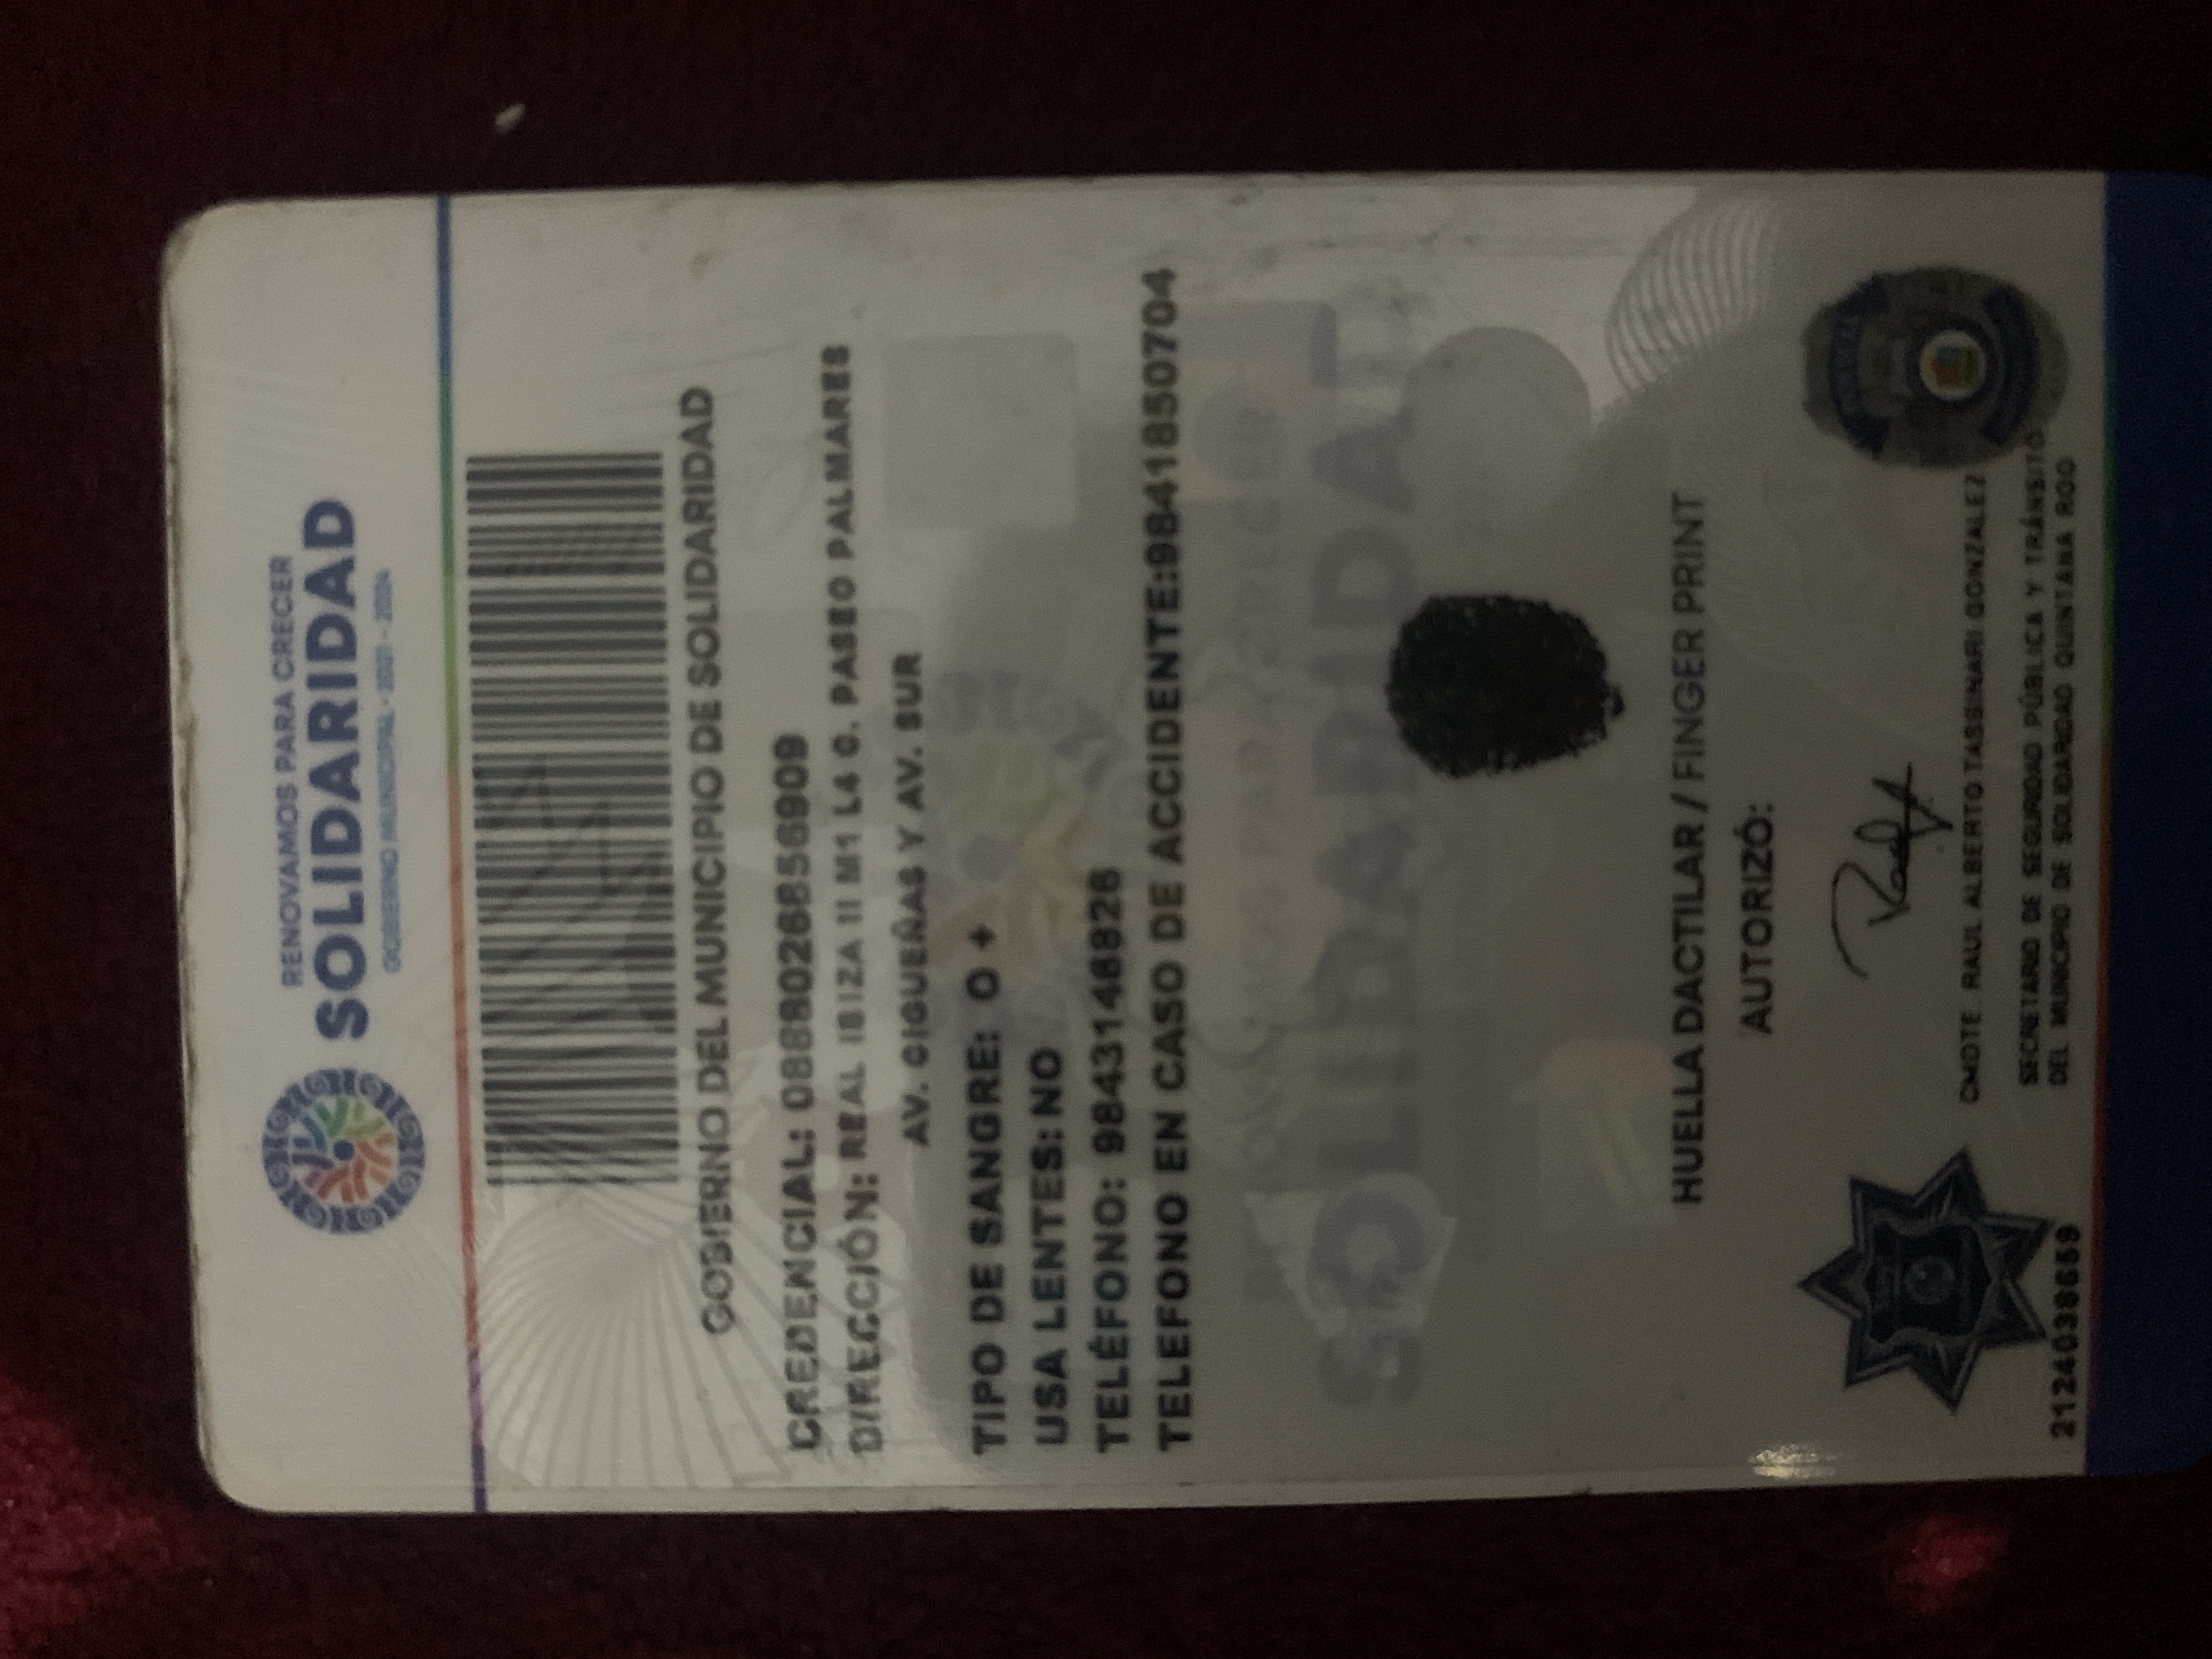 RENOVAMOS PARA CRECER
SOLIDARIDAD
GOBIERNO MUNICIPAL - 2021 - 2024
GOBIERNO DEL MUNICIPIO DE SOLIDARIDAD
CREDENCIAL: 0888026856909
DIRECCIÓN: REAL IBIZA II M1 L4 C. PASEO PALMARES
AV. CIGUEÑAS Y AV. SUR
TIPO DE SANGRE: O +
USA LENTES: NO
TELÉFONO: 9843146826
TELEFONO EN CASO DE ACCIDENTE:9841850704
SOLIDARIDAD
HUELLA DACTILAR / FINGER PRINT
AUTORIZÓ:
CMDTE RAUL ALBERTO TASSINARI GONZALEZ
SECRETARIO DE SEGURIDAD PÚBLICA Y TRÁNSITO
DEL MUNICIPIO DE SOLIDARIDAD QUINTANA ROO
2124038659